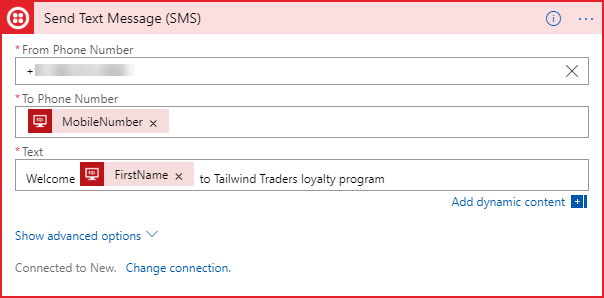 Send Text Message (SMS)
* From Phone Number
+
* To Phone Number
MobileNumber
* Text
Welcome FirstName to Tailwind Traders loyalty program
Add dynamic content
Show advanced options
Connected to New. Change connection.